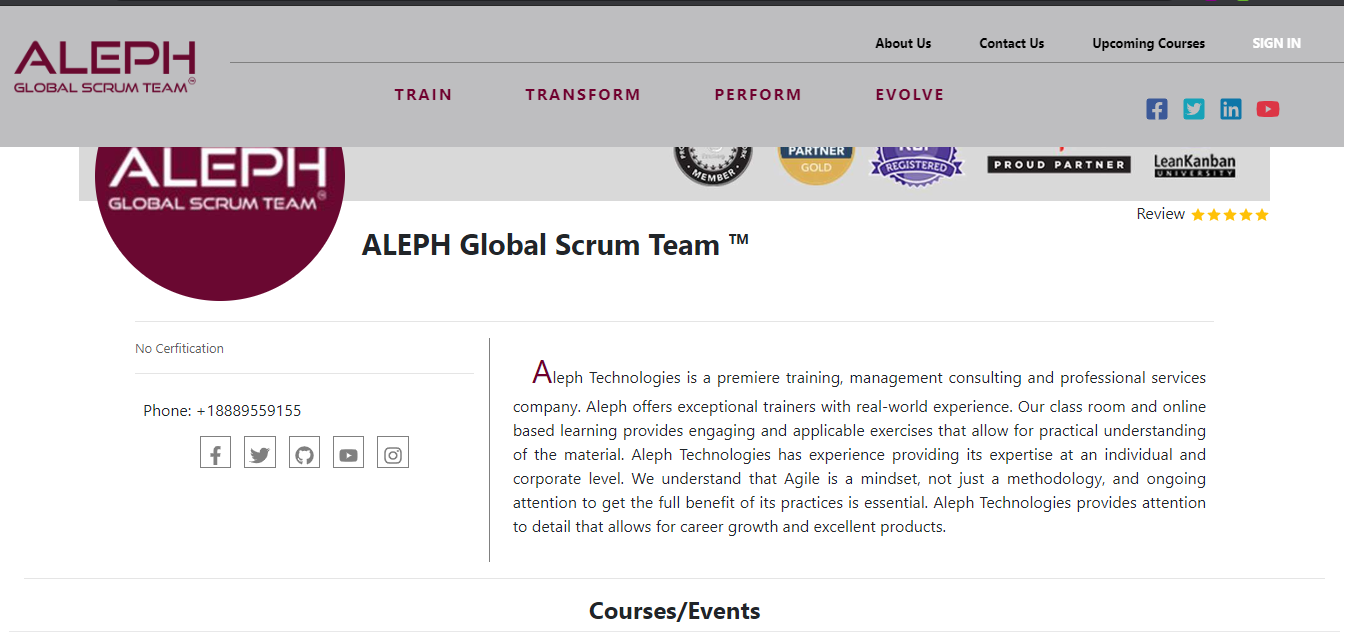 ALEPH
GLOBAL SCRUM TEAM™
About Us Contact Us Upcoming Courses SIGN IN
TRAIN TRANSFORM PERFORM EVOLVE
ALEPH
GLOBAL SCRUM TEAM™
MEMBER
PARTNER
GOLD
REGISTERED
PROUD PARTNER
LeanKanban
UNIVERSITY
Review
ALEPH Global Scrum Team ™
No Cerfitication
Phone: +18889559155
Aleph Technologies is a premiere training, management consulting and professional services
company. Aleph offers exceptional trainers with real-world experience. Our class room and online
based learning provides engaging and applicable exercises that allow for practical understanding
of the material. Aleph Technologies has experience providing its expertise at an individual and
corporate level. We understand that Agile is a mindset, not just a methodology, and ongoing
attention to get the full benefit of its practices is essential. Aleph Technologies provides attention
to detail that allows for career growth and excellent products.
Courses/Events